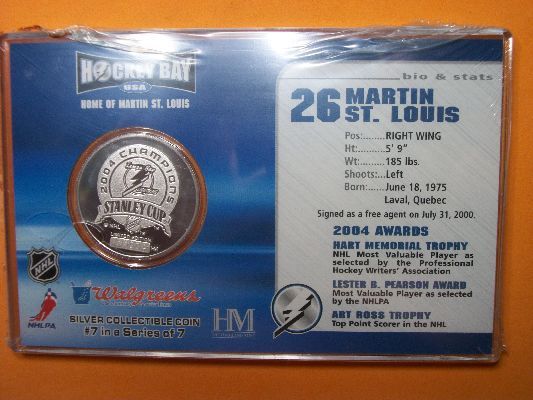 HOCKEY BAY
USA
HOME OF MARTIN ST. LOUIS
2004 CHAMPIONS
STANLEY CUP
NHL
NHLPA
Walgreens
SILVER COLLECTIBLE COIN
#7 in a Series of 7
HM
bio & stats
26 MARTIN
ST. LOUIS
Pos:........RIGHT WING
Ht:..........5' 9"
Wt:..........185 lbs.
Shoots:...Left
Born:.......June 18, 1975
Laval, Quebec
Signed as a free agent on July 31, 2000.
2004 AWARDS
HART MEMORIAL TROPHY
NHL Most Valuable Player as
selected by the Professional
Hockey Writers' Association
LESTER B. PEARSON AWARD
Most Valuable Player as selected
by the NHLPA
ART ROSS TROPHY
Top Point Scorer in the NHL